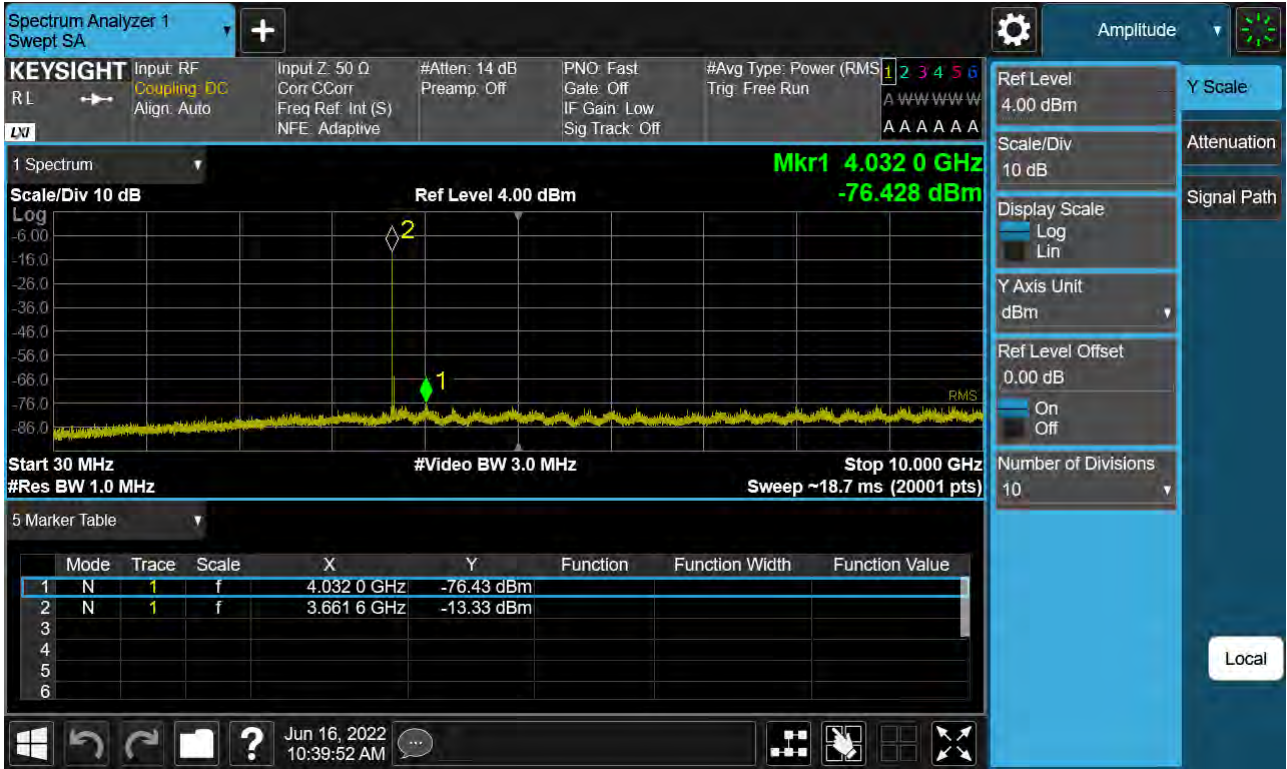 Spectrum Analyzer 1
Swept SA
+
Amplitude
KEYSIGHT
RL
LXI
Input: RF
Coupling: DC
Align: Auto
Input Z: 50 Ω
Corr CCorr
Freq Ref: Int (S)
NFE: Adaptive
#Atten: 14 dB
Preamp: Off
PNO: Fast
Gate: Off
IF Gain: Low
Sig Track: Off
#Avg Type: Power (RMS
Trig: Free Run
1 2 3 4 5 6
A W W W W W
A A A A A A
1 Spectrum
Mkr1 4.032 0 GHz
-76.428 dBm
Scale/Div 10 dB
Ref Level 4.00 dBm
Log
-6.00
-16.0
-26.0
-36.0
-46.0
-56.0
-66.0
-76.0
-86.0
2
1
RMS
Start 30 MHz
#Video BW 3.0 MHz
Stop 10.000 GHz
#Res BW 1.0 MHz
Sweep ~18.7 ms (20001 pts)
5 Marker Table
Mode Trace Scale X Y Function Function Width Function Value
1 N 1 f 4.032 0 GHz -76.43 dBm
2 N 1 f 3.661 6 GHz -13.33 dBm
3
4
5
6
Ref Level
4.00 dBm
Scale/Div
10 dB
Display Scale
Log
Lin
Y Axis Unit
dBm
Ref Level Offset
0.00 dB
On
Off
Number of Divisions
10
Y Scale
Attenuation
Signal Path
Local
?
Jun 16, 2022
10:39:52 AM